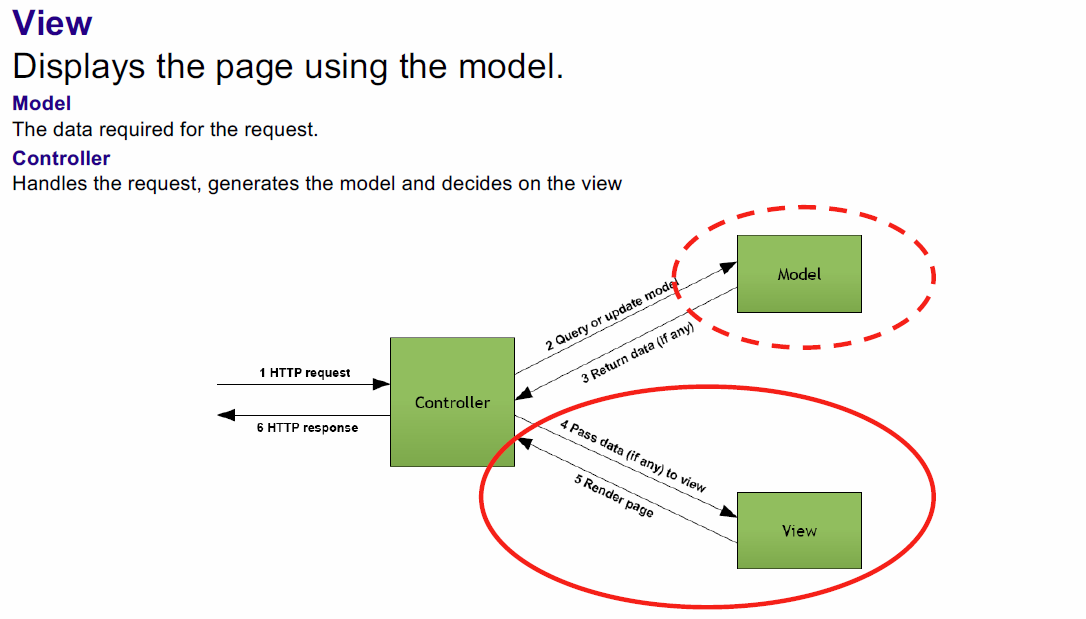 View
Displays the page using the model.
Model
The data required for the request.
Controller
Handles the request, generates the model and decides on the view
Model
2 Query or update model
3 Return data (if any)
1 HTTP request
Controller
6 HTTP response
4 Pass data (if any) to view
5 Render page
View